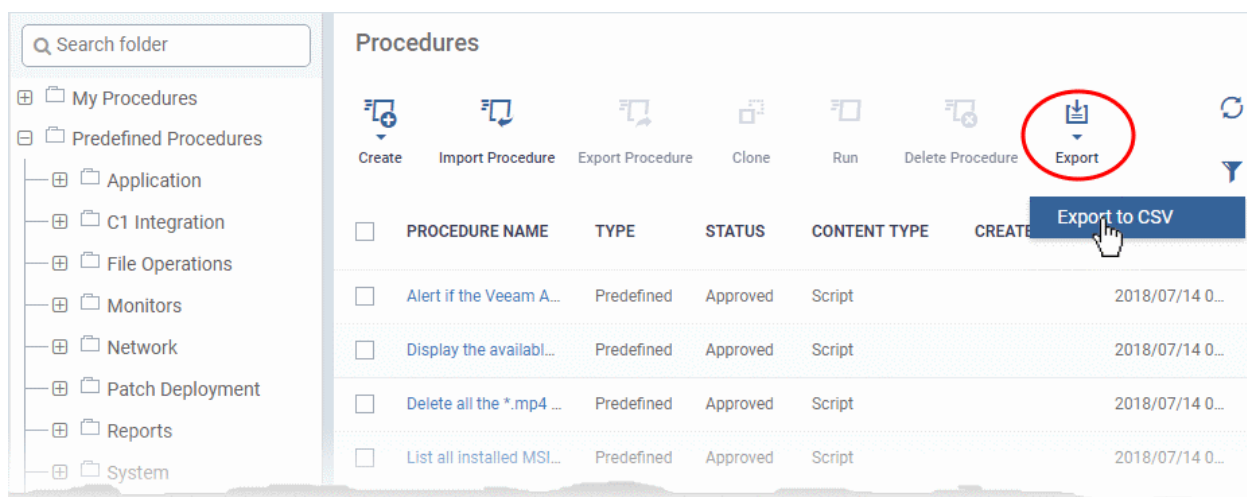 Search folder
My Procedures
Predefined Procedures
Application
C1 Integration
File Operations
Monitors
Network
Patch Deployment
Reports
System
Procedures
Create
Import Procedure
Export Procedure
Clone
Run
Delete Procedure
Export
Export to CSV
PROCEDURE NAME TYPE STATUS CONTENT TYPE CREATE
Alert if the Veeam A... Predefined Approved Script 2018/07/14 0...
Display the availabl... Predefined Approved Script 2018/07/14 0...
Delete all the *.mp4 ... Predefined Approved Script 2018/07/14 0...
List all installed MSI... Predefined Approved Script 2018/07/14 0...